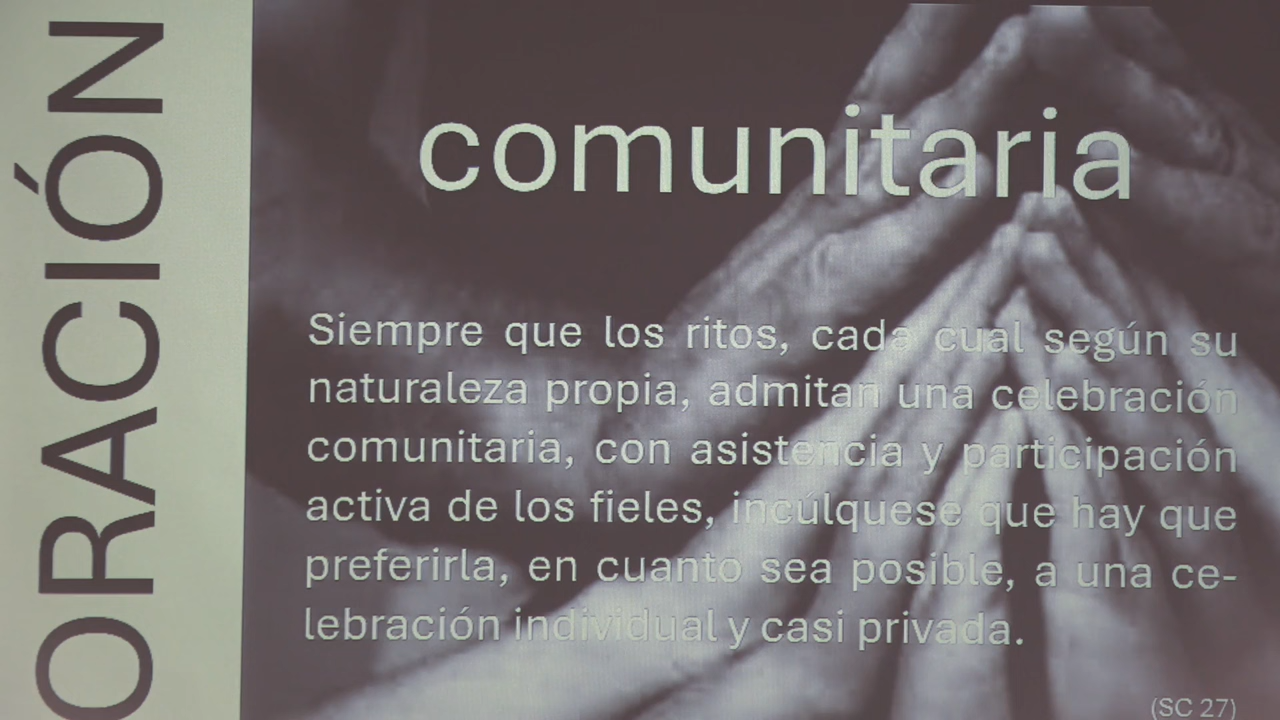 ORACIÓN
comunitaria
Siempre que los ritos, cada cual según su
naturaleza propia, admitan una celebración
comunitaria, con asistencia y participación
activa de los fieles, incúlquese que hay que
preferirla, en cuanto sea posible, a una ce-
lebración individual y casi privada.
(SC 27)